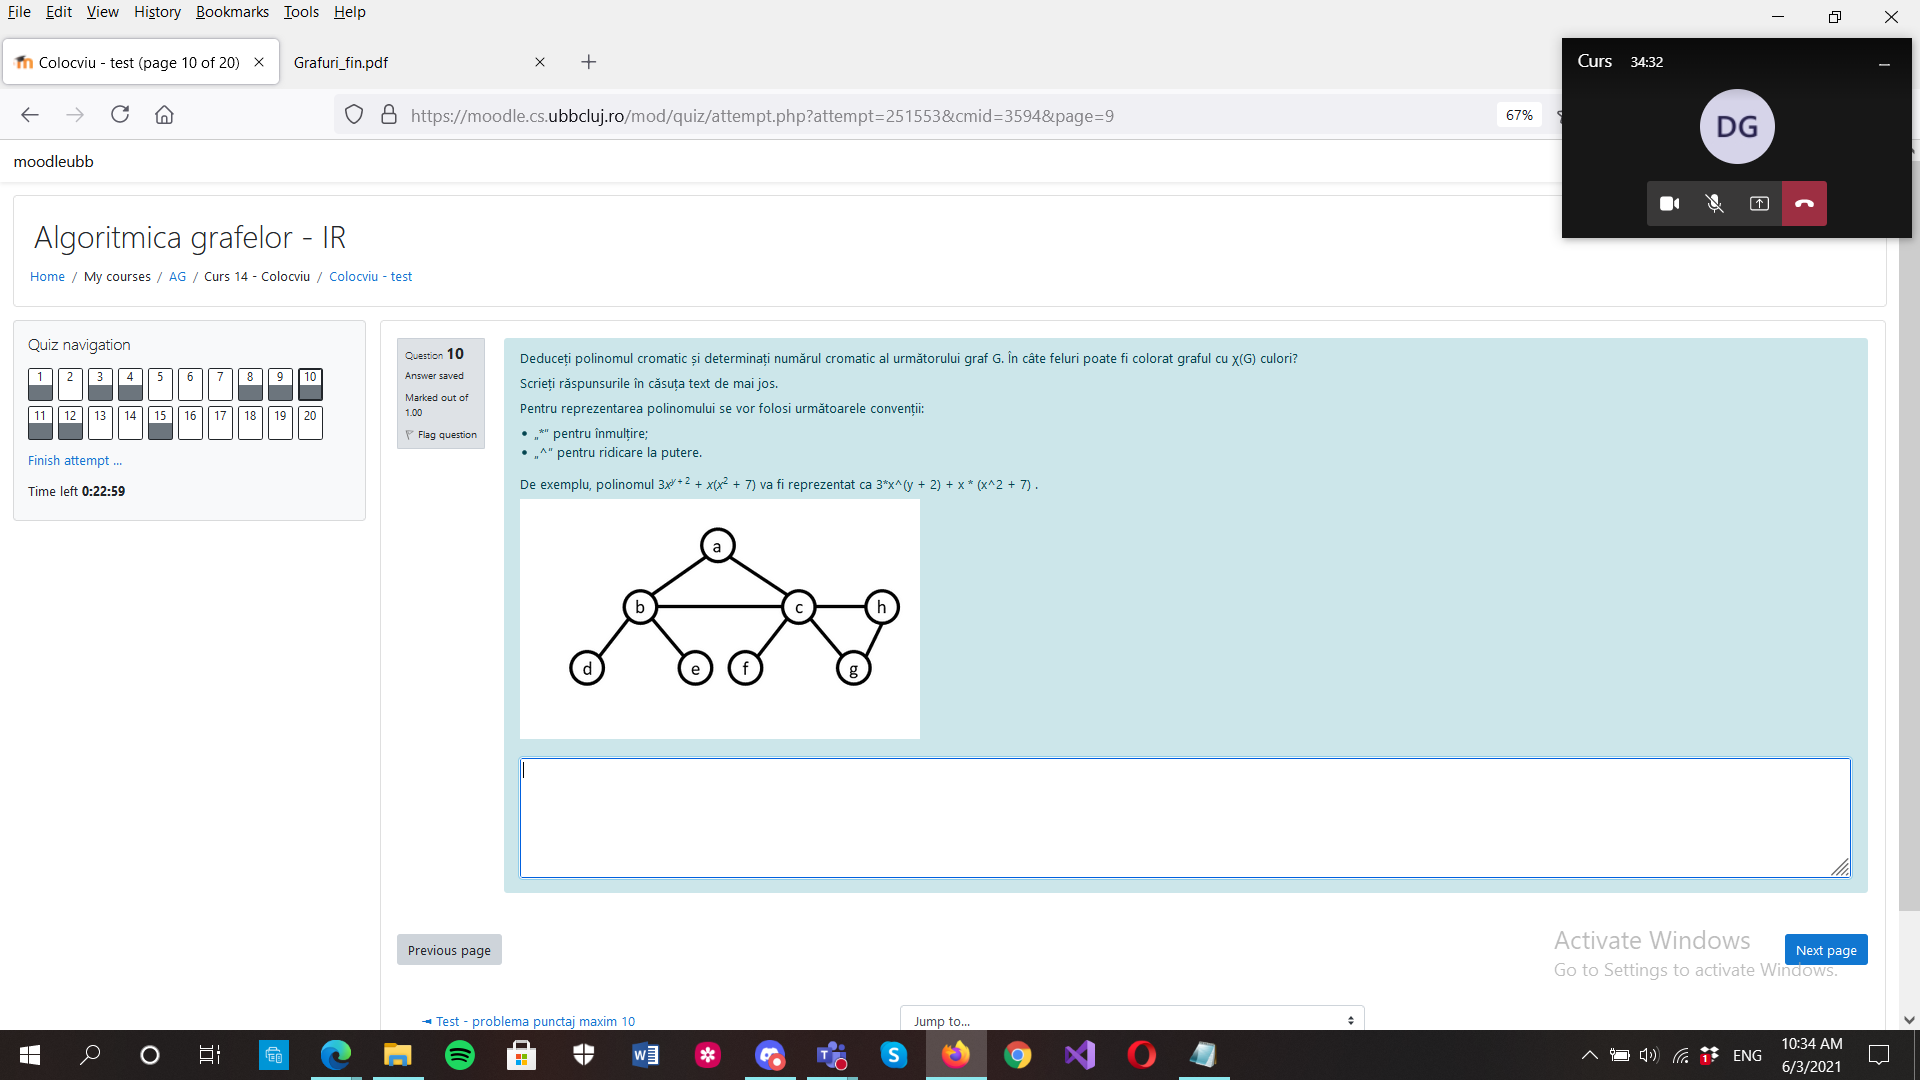 File Edit View History Bookmarks Tools Help
Colocviu - test (page 10 of 20)
Grafuri_fin.pdf
https://moodle.cs.ubbcluj.ro/mod/quiz/attempt.php?attempt=251553&cmid=3594&page=9
67%
Curs 34:32
DG
moodleubb
Algoritmica grafelor - IR
Home / My courses / AG / Curs 14 - Colocviu / Colocviu - test
Quiz navigation
1 2 3 4 5 6 7 8 9 10
11 12 13 14 15 16 17 18 19 20
Finish attempt ...
Time left 0:22:59
Question 10
Answer saved
Marked out of
1.00
Flag question
Deduceți polinomul cromatic și determinați numărul cromatic al următorului graf G. În câte feluri poate fi colorat graful cu χ(G) culori?
Scrieți răspunsurile în căsuța text de mai jos.
Pentru reprezentarea polinomului se vor folosi următoarele convenții:
• „*” pentru înmulțire;
• „^” pentru ridicare la putere.
De exemplu, polinomul 3x^{y + 2} + x(x² + 7) va fi reprezentat ca 3*x^(y + 2) + x * (x^2 + 7) .
a
b c h
d e f g
Previous page
Next page
Activate Windows
Go to Settings to activate Windows.
◄ Test - problema punctaj maxim 10
Jump to...
ENG
10:34 AM
6/3/2021
1